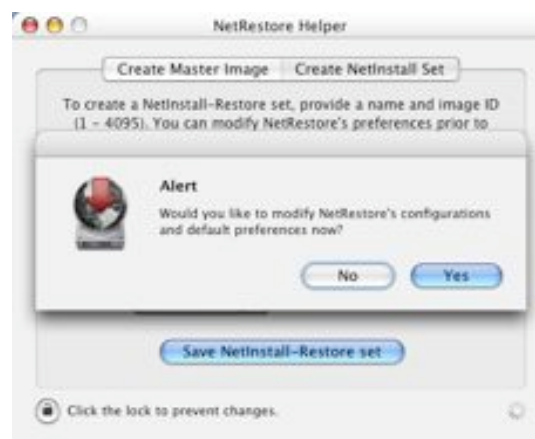 NetRestore Helper
Create Master Image Create NetInstall Set
To create a NetInstall-Restore set, provide a name and image ID
(1 - 4095). You can modify NetRestore's preferences prior to
Alert
Would you like to modify NetRestore's configurations
and default preferences now?
No Yes
Save NetInstall-Restore set
Click the lock to prevent changes.